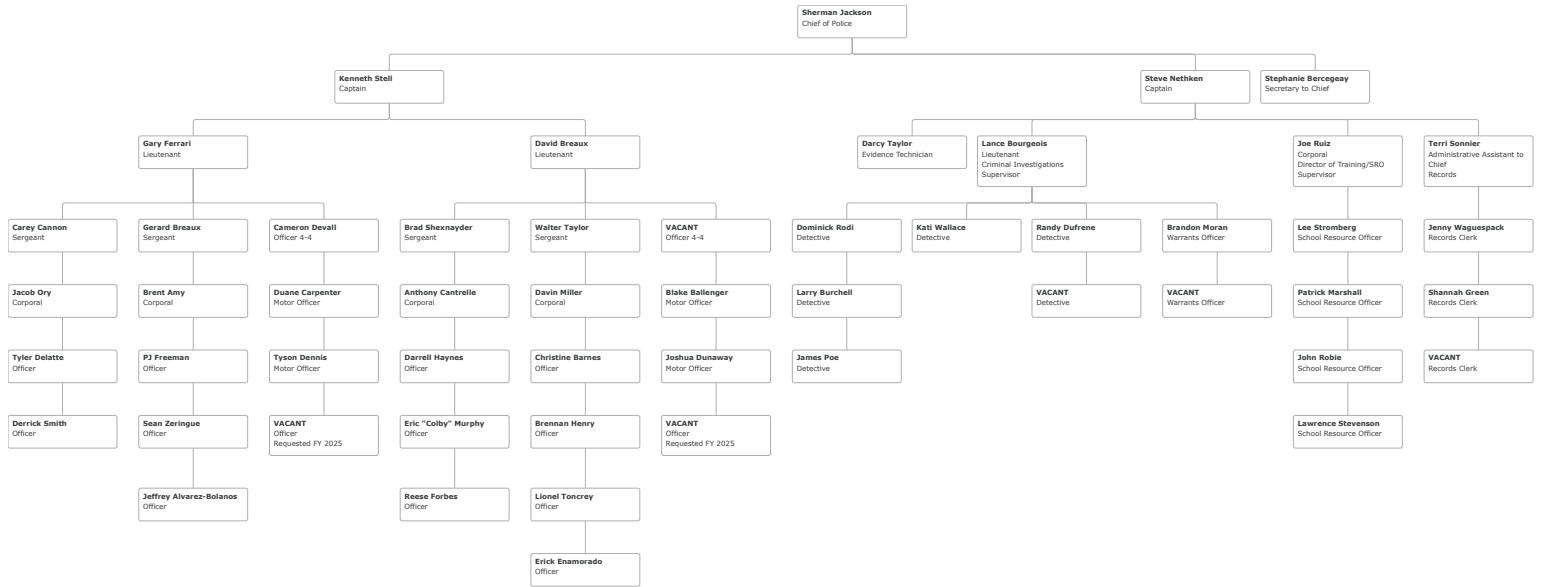 Sherman Jackson
Chief of Police
Kenneth Stell
Captain
Steve Nethken
Captain
Stephanie Bercegeay
Secretary to Chief
Gary Ferrari
Lieutenant
David Breaux
Lieutenant
Darcy Taylor
Evidence Technician
Lance Bourgeois
Lieutenant
Criminal Investigations
Supervisor
Joe Ruiz
Corporal
Director of Training/SRO
Supervisor
Terri Sonnier
Administrative Assistant to
Chief
Records
Carey Cannon
Sergeant
Gerard Breaux
Sergeant
Cameron Devall
Officer 4-4
Brad Shexnayder
Sergeant
Walter Taylor
Sergeant
VACANT
Officer 4-4
Dominick Rodi
Detective
Kati Wallace
Detective
Randy Dufrene
Detective
Brandon Moran
Warrants Officer
Lee Stromberg
School Resource Officer
Jenny Waguespack
Records Clerk
Jacob Ory
Corporal
Brent Amy
Corporal
Duane Carpenter
Motor Officer
Anthony Cantrelle
Corporal
Davin Miller
Corporal
Blake Ballenger
Motor Officer
Larry Burchell
Detective
VACANT
Detective
VACANT
Warrants Officer
Patrick Marshall
School Resource Officer
Shannah Green
Records Clerk
Tyler Delatte
Officer
PJ Freeman
Officer
Tyson Dennis
Motor Officer
Darrell Haynes
Officer
Christine Barnes
Officer
Joshua Dunaway
Motor Officer
James Poe
Detective
John Robie
School Resource Officer
VACANT
Records Clerk
Derrick Smith
Officer
Sean Zeringue
Officer
VACANT
Officer
Requested FY 2025
Eric "Colby" Murphy
Officer
Brennan Henry
Officer
VACANT
Officer
Requested FY 2025
Lawrence Stevenson
School Resource Officer
Jeffrey Alvarez-Bolanos
Officer
Reese Forbes
Officer
Lionel Toncrey
Officer
Erick Enamorado
Officer